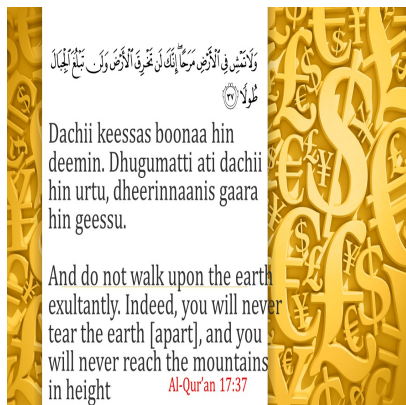 وَلَا تَمْشِ فِي الْأَرْضِ مَرَحًا ۖ إِنَّكَ لَن تَخْرِقَ الْأَرْضَ وَلَن تَبْلُغَ الْجِبَالَ
طُولًا ﴿٣٧﴾
Dachii keessas boonaa hin
deemin. Dhugumatti ati dachii
hin urtu, dheerinnaanis gaara
hin geessu.
And do not walk upon the earth
exultantly. Indeed, you will never
tear the earth [apart], and you
will never reach the mountains
in height
Al-Qur'an 17:37